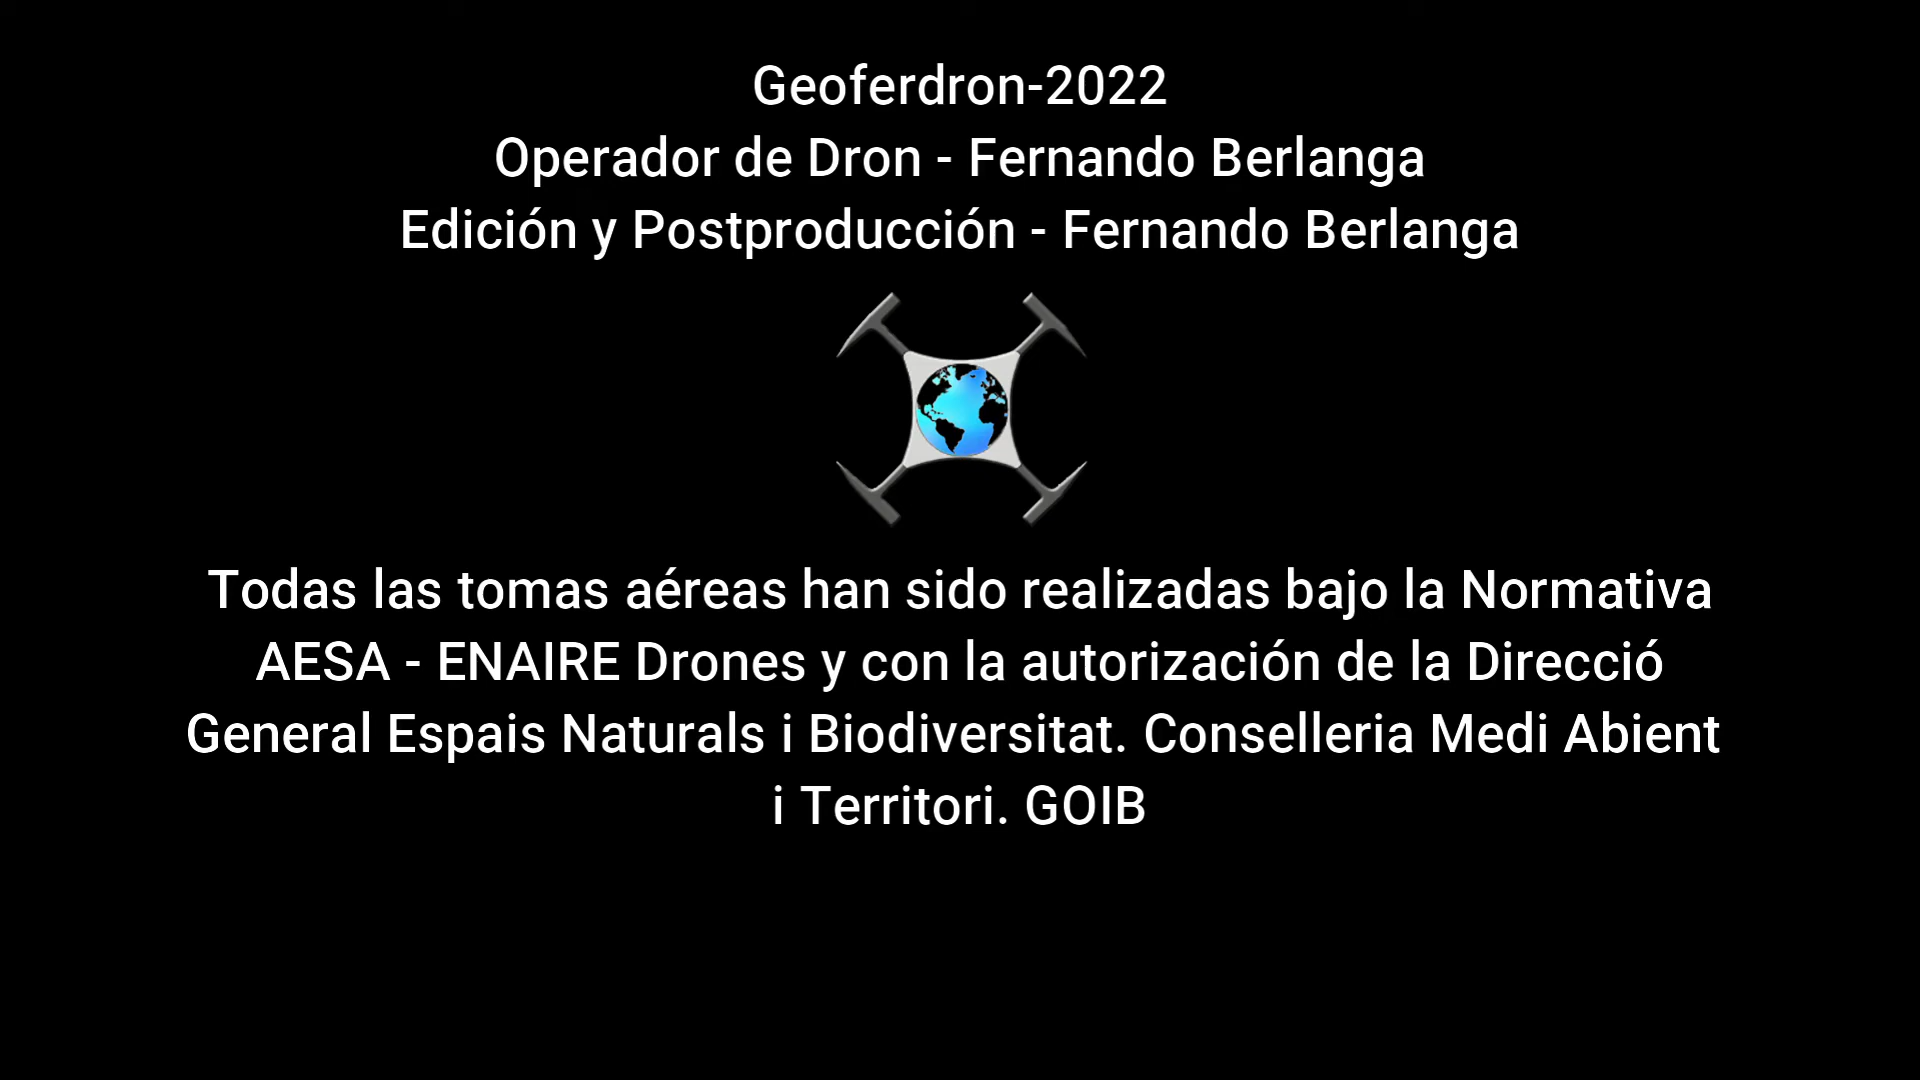 Geoferdron-2022
Operador de Dron - Fernando Berlanga
Edición y Postproducción - Fernando Berlanga
Todas las tomas aéreas han sido realizadas bajo la Normativa
AESA - ENAIRE Drones y con la autorización de la Direcció
General Espais Naturals i Biodiversitat. Conselleria Medi Abient
i Territori. GOIB